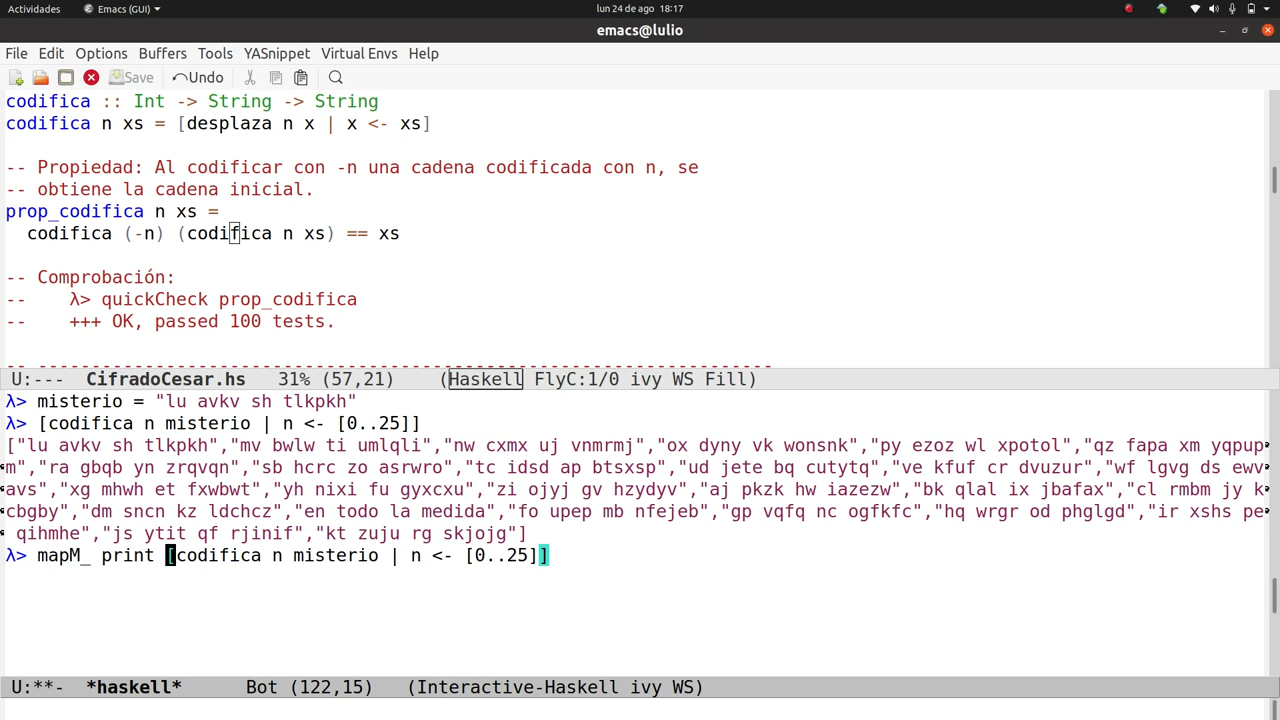 Actividades Emacs (GUI) lun 24 de ago 18:17
emacs@lulio
File Edit Options Buffers Tools YASnippet Virtual Envs Help
Save Undo
codifica :: Int -> String -> String
codifica n xs = [desplaza n x | x <- xs]
-- Propiedad: Al codificar con -n una cadena codificada con n, se
-- obtiene la cadena inicial.
prop_codifica n xs =
codifica (-n) (codifica n xs) == xs
-- Comprobación:
-- λ> quickCheck prop_codifica
-- +++ OK, passed 100 tests.
-- ---------------------------------------------------------------------
U:--- CifradoCesar.hs 31% (57,21) (Haskell FlyC:1/0 ivy WS Fill)
λ> misterio = "lu avkv sh tlkpkh"
λ> [codifica n misterio | n <- [0..25]]
["lu avkv sh tlkpkh","mv bwlw ti umlqli","nw cxmx uj vnmrmj","ox dyny vk wonsnk","py ezoz wl xpotol","qz fapa xm yqpup
m","ra gbqb yn zrqvqn","sb hcrc zo asrwro","tc idsd ap btsxsp","ud jete bq cutytq","ve kfuf cr dvuzur","wf lgvg ds ewv
avs","xg mhwh et fxwbwt","yh nixi fu gyxcxu","zi ojyj gv hzydyv","aj pkzk hw iazezw","bk qlal ix jbafax","cl rmbm jy k
cbgby","dm sncn kz ldchcz","en todo la medida","fo upep mb nfejeb","gp vqfq nc ogfkfc","hq wrgr od phglgd","ir xshs pe
qihmhe","js ytit qf rjinif","kt zuju rg skjojg"]
λ> mapM_ print [codifica n misterio | n <- [0..25]]
U:**- *haskell* Bot (122,15) (Interactive-Haskell ivy WS)